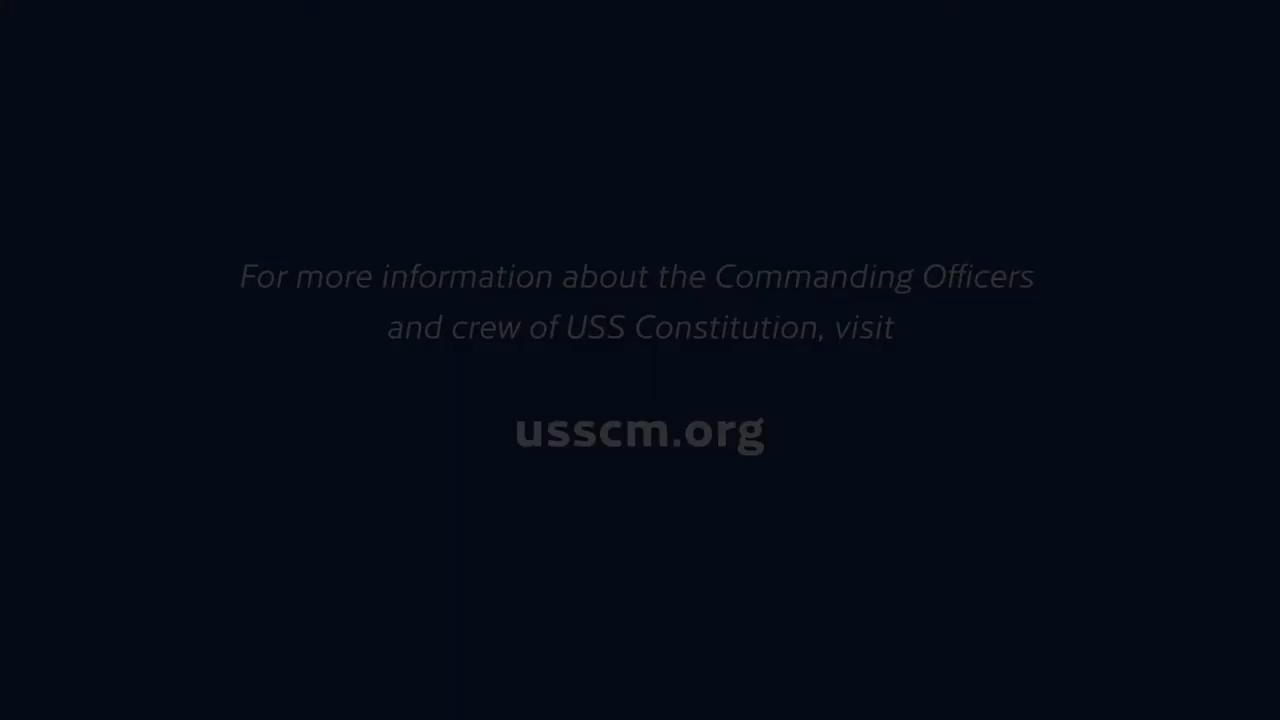 For more information about the Commanding Officers
and crew of USS Constitution, visit
usscm.org